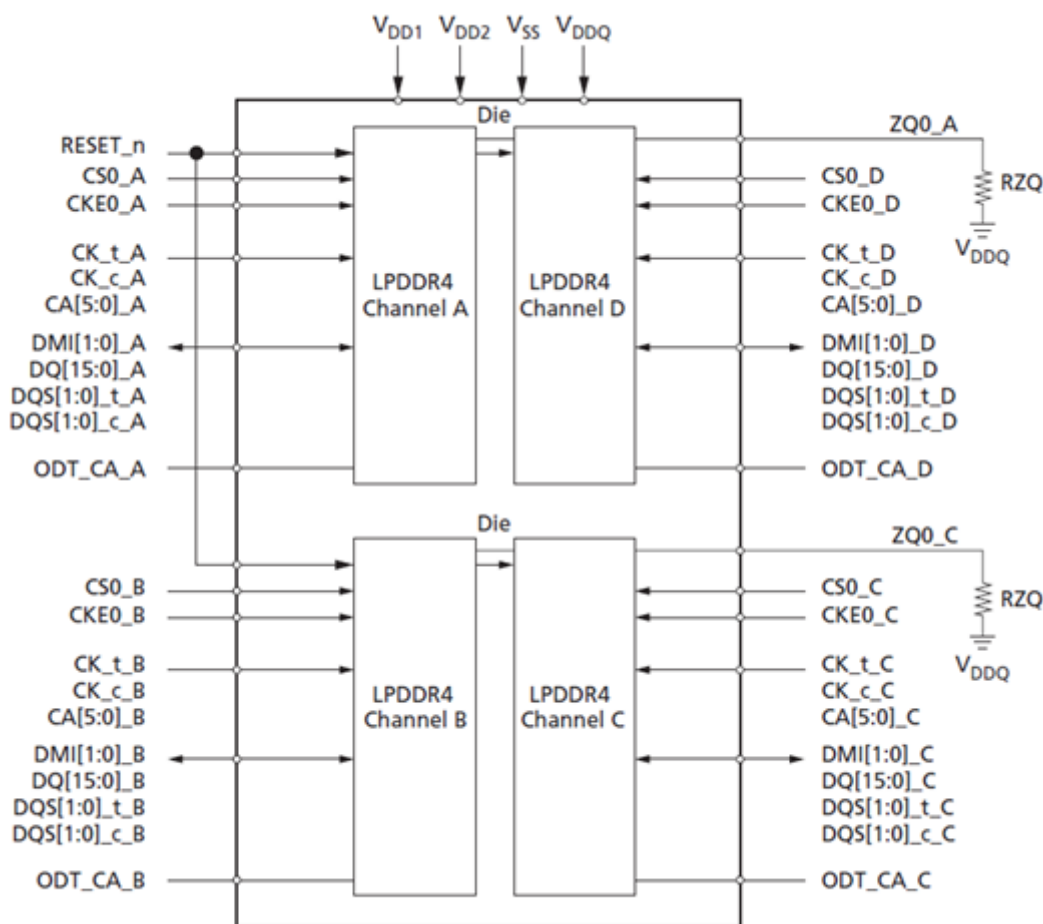 VDD1 VDD2 VSS VDDQ
Die
ZQ0_A
RESET_n
CS0_A
CKE0_A
CK_t_A
CK_c_A
CA[5:0]_A
DMI[1:0]_A
DQ[15:0]_A
DQS[1:0]_t_A
DQS[1:0]_c_A
ODT_CA_A
LPDDR4
Channel A
LPDDR4
Channel D
CS0_D
CKE0_D
CK_t_D
CK_c_D
CA[5:0]_D
DMI[1:0]_D
DQ[15:0]_D
DQS[1:0]_t_D
DQS[1:0]_c_D
ODT_CA_D
RZQ
VDDQ
Die
ZQ0_C
CS0_B
CKE0_B
CK_t_B
CK_c_B
CA[5:0]_B
DMI[1:0]_B
DQ[15:0]_B
DQS[1:0]_t_B
DQS[1:0]_c_B
ODT_CA_B
LPDDR4
Channel B
LPDDR4
Channel C
CS0_C
CKE0_C
CK_t_C
CK_c_C
CA[5:0]_C
DMI[1:0]_C
DQ[15:0]_C
DQS[1:0]_t_C
DQS[1:0]_c_C
ODT_CA_C
RZQ
VDDQ